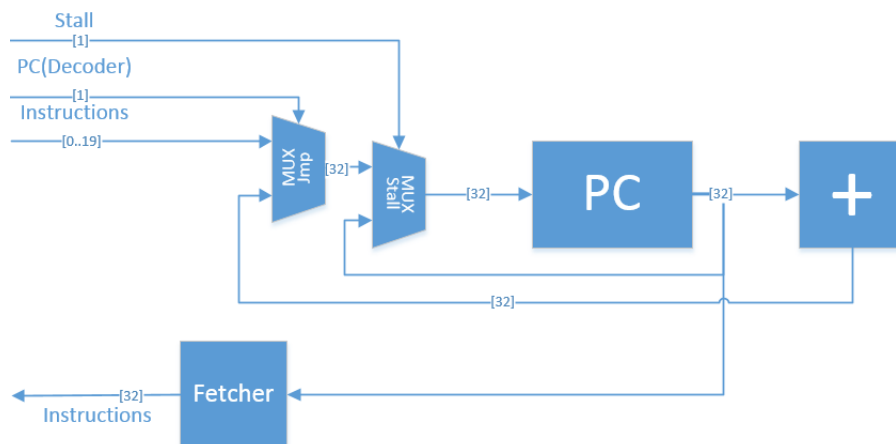 Stall
[1]
PC(Decoder)
[1]
Instructions
[0..19]
MUX
Jmp
[32]
MUX
Stall
[32]
PC
[32]
+
[32]
Fetcher
[32]
Instructions